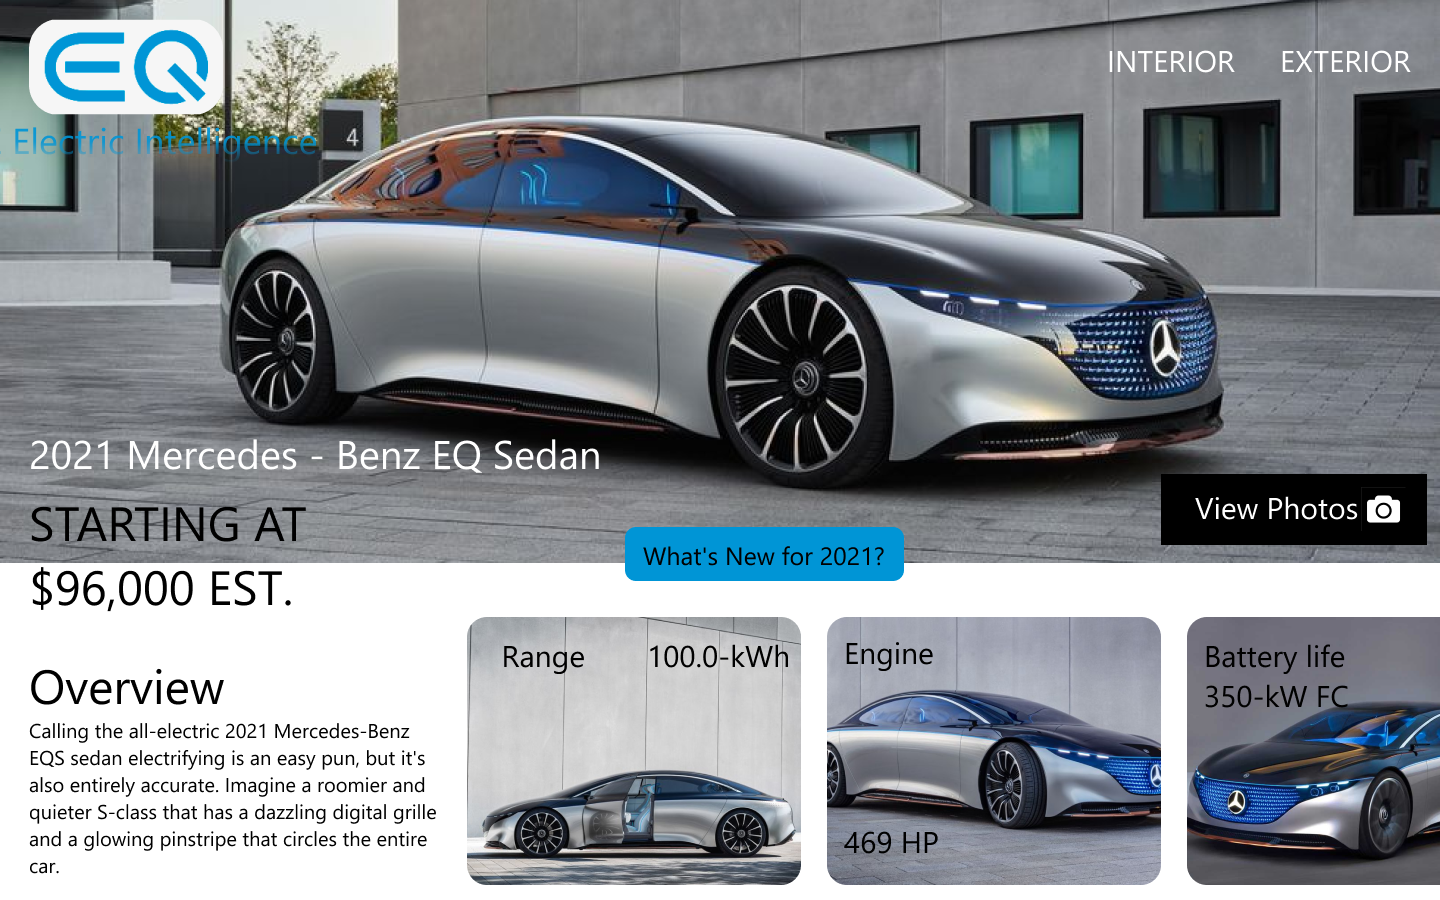 EQ
INTERIOR EXTERIOR
Electric Intelligence
4
2021 Mercedes - Benz EQ Sedan
STARTING AT
$96,000 EST.
View Photos
What's New for 2021?
Overview
Calling the all-electric 2021 Mercedes-Benz
EQS sedan electrifying is an easy pun, but it's
also entirely accurate. Imagine a roomier and
quieter S-class that has a dazzling digital grille
and a glowing pinstripe that circles the entire
car.
Range 100.0-kWh
Engine
469 HP
Battery life
350-kW FC